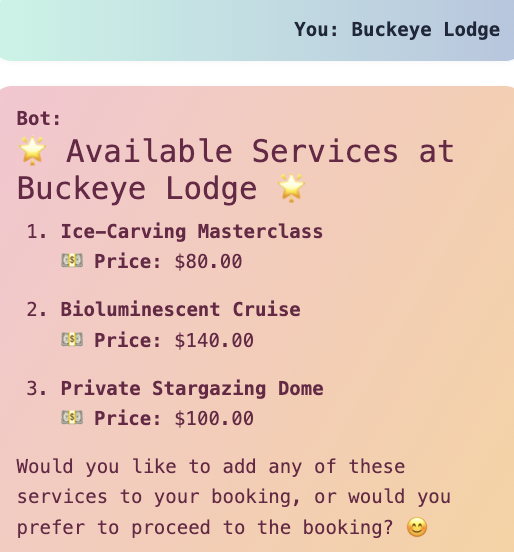 You: Buckeye Lodge
Bot:
🌟 Available Services at
Buckeye Lodge 🌟
1. Ice-Carving Masterclass
💵 Price: $80.00
2. Bioluminescent Cruise
💵 Price: $140.00
3. Private Stargazing Dome
💵 Price: $100.00
Would you like to add any of these
services to your booking, or would you
prefer to proceed to the booking? 😊